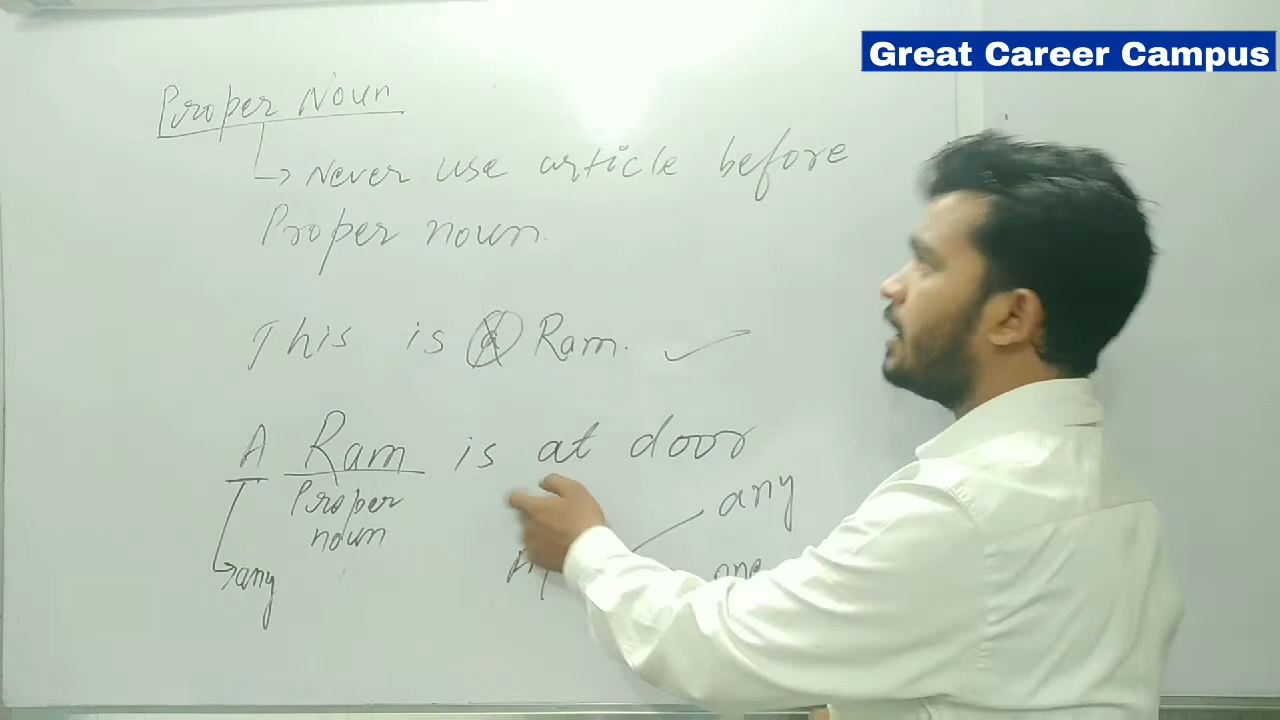 Great Career Campus
Proper Noun
→ Never use article before
Proper noun.
This is Ram. ✓
A Ram is at door
Proper
noun
any
any
one